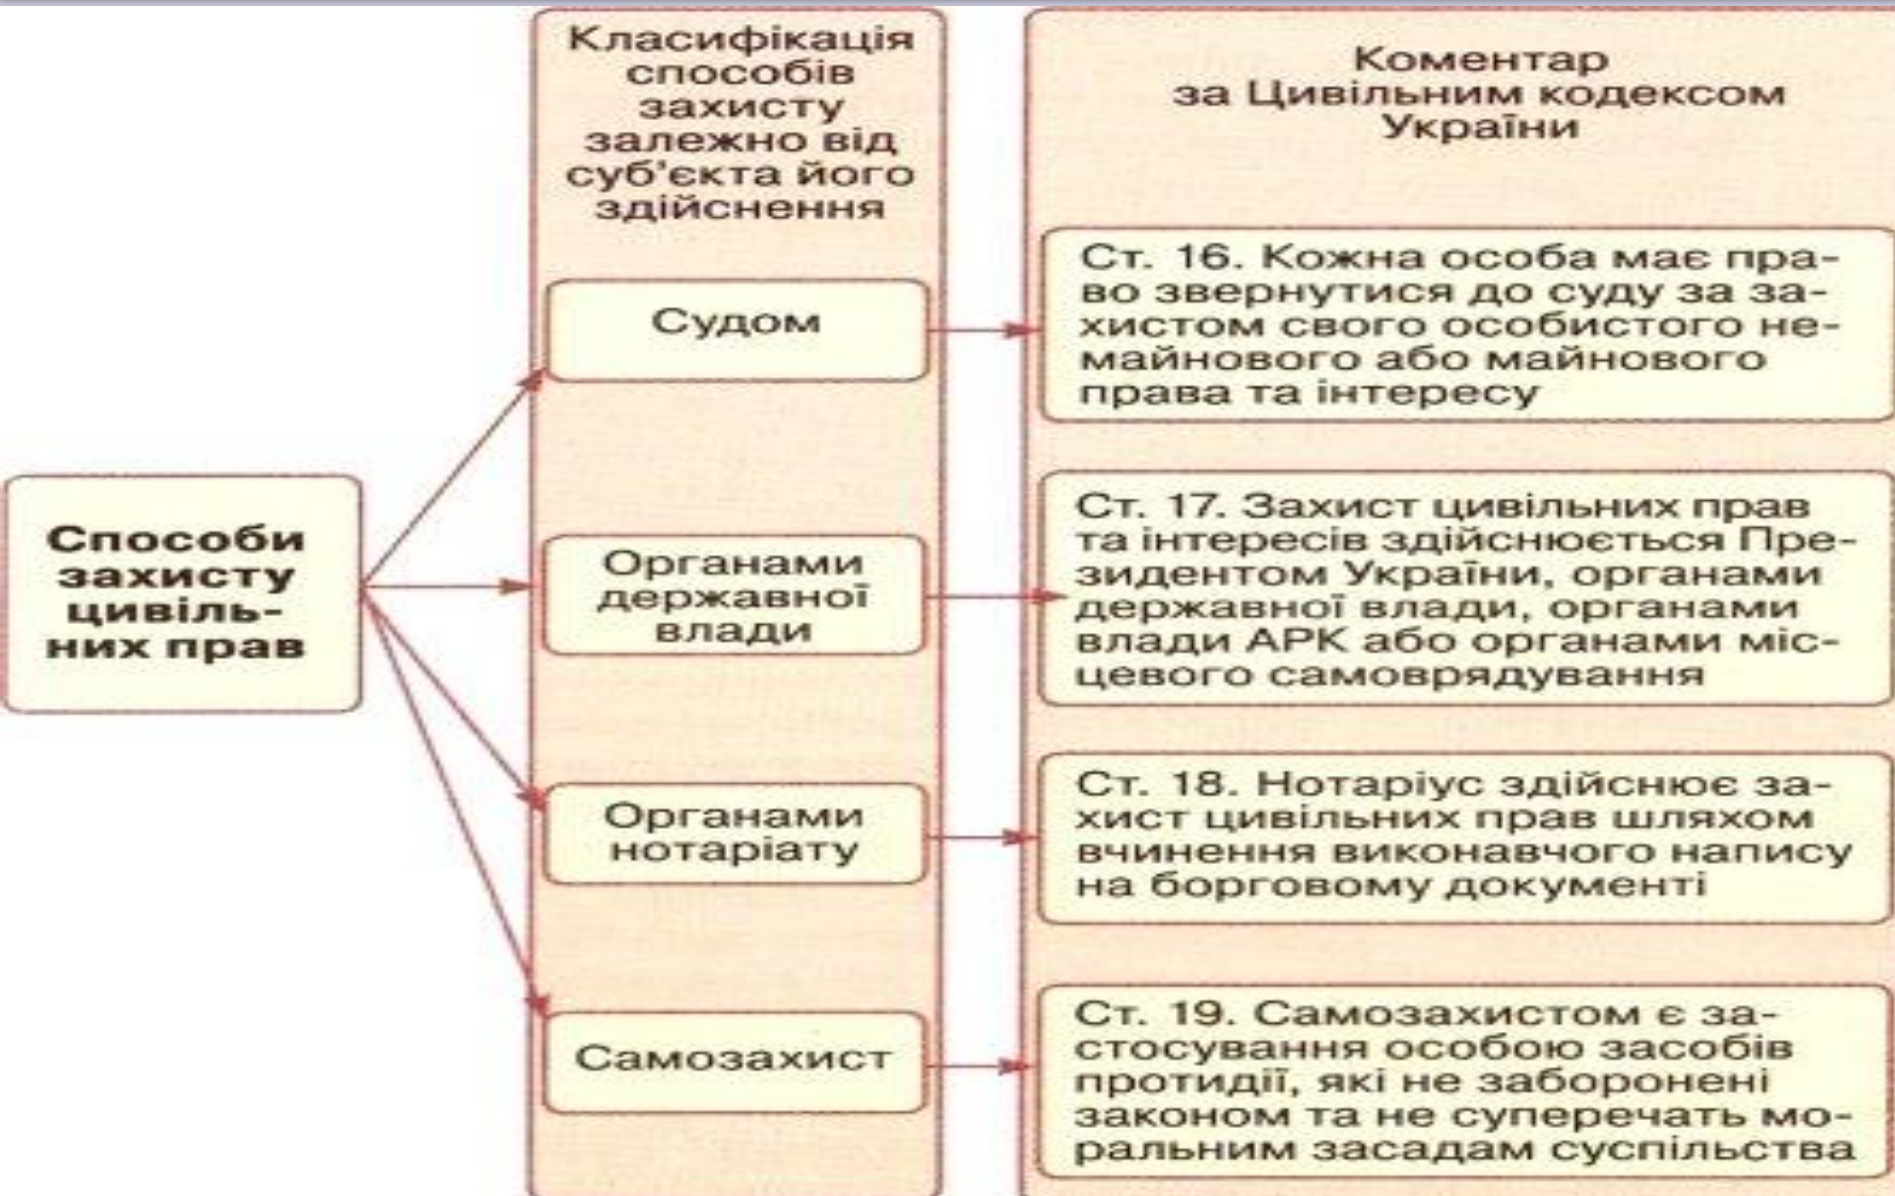 Класифікація
способів
захисту
залежно від
суб'єкта його
здійснення
Коментар
за Цивільним кодексом
України
Способи
захисту
цивіль-
них прав
Судом
Ст. 16. Кожна особа має пра-
во звернутися до суду за за-
хистом свого особистого не-
майнового або майнового
права та інтересу
Органами
державної
влади
Ст. 17. Захист цивільних прав
та інтересів здійснюється Пре-
зидентом України, органами
державної влади, органами
влади АРК або органами міс-
цевого самоврядування
Органами
нотаріату
Ст. 18. Нотаріус здійснює за-
хист цивільних прав шляхом
вчинення виконавчого напису
на борговому документі
Самозахист
Ст. 19. Самозахистом є за-
стосування особою засобів
протидії, які не заборонені
законом та не суперечать мо-
ральним засадам суспільства